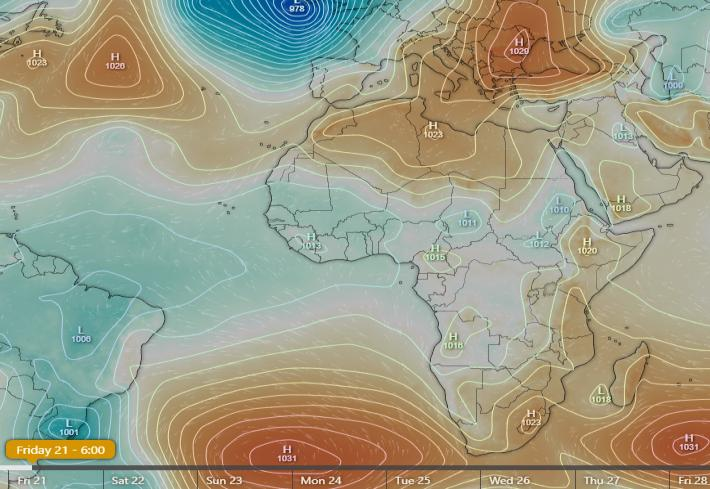 L
978
H
1029
H
1023
H
1026
L
1000
H
1023
L
1013
H
1018
L
1010
L
1011
H
1013
L
1012
H
1020
H
1015
L
1006
H
1016
L
1018
H
1023
L
1001
H
1031
H
1031
Friday 21 - 6:00
Fri 21 Sat 22 Sun 23 Mon 24 Tue 25 Wed 26 Thu 27 Fri 28